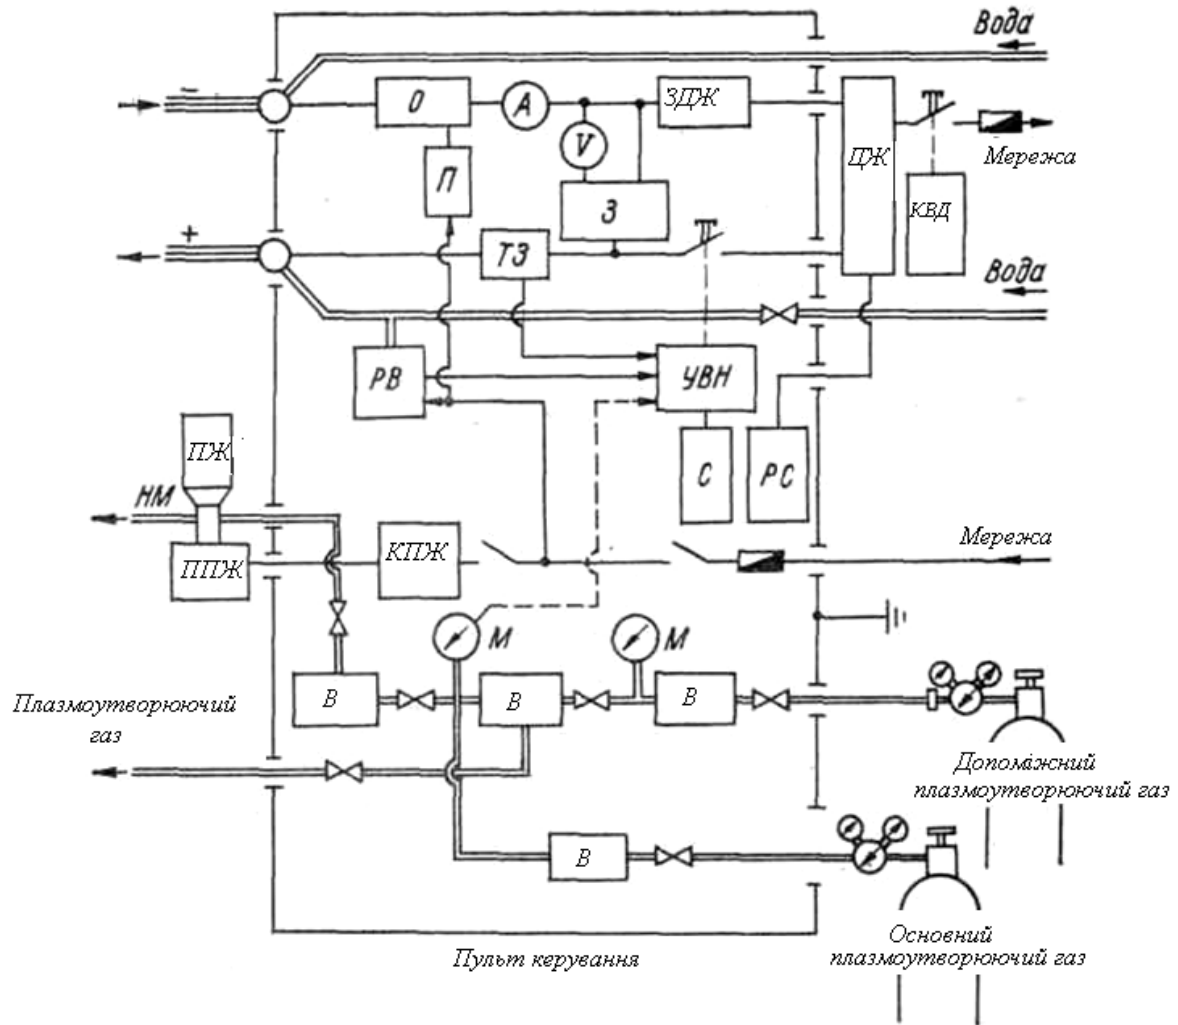 Вода
−
О
А
ЗДЖ
V
П
З
ДЖ
Мережа
КВД
+
ТЗ
Вода
РВ
УВН
С
РС
ПЖ
НМ
ППЖ
КПЖ
Мережа
М
М
В
В
В
Плазмоутворюючий
газ
Допоміжний
плазмоутворюючий газ
В
Основний
плазмоутворюючий газ
Пульт керування